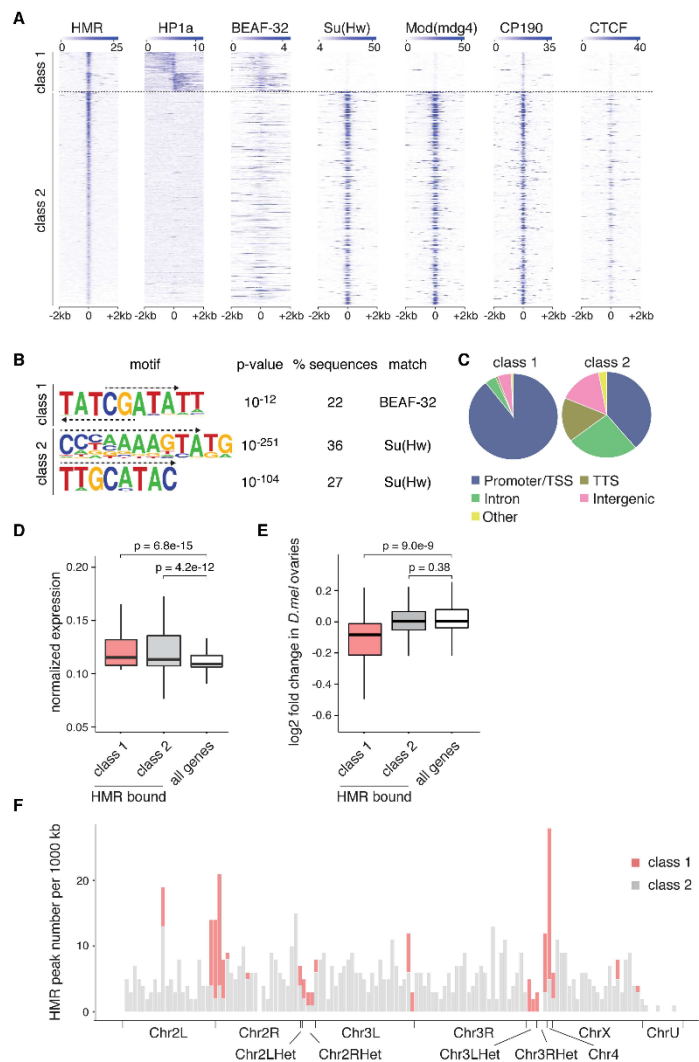 A
HMR HP1a BEAF-32 Su(Hw) Mod(mdg4) CP190 CTCF
0 25 0 10 0 4 4 50 0 50 0 35 0 40
class 1
class 2
-2kb 0 +2kb -2kb 0 +2kb -2kb 0 +2kb -2kb 0 +2kb -2kb 0 +2kb -2kb 0 +2kb -2kb 0 +2kb
B
motif p-value % sequences match
class 1 TATCGATATT 10-12 22 BEAF-32
class 2 CCCAAAAGTATG 10-251 36 Su(Hw)
TTGCATAC 10-104 27 Su(Hw)
C
class 1 class 2
Promoter/TSS TTS
Intron Intergenic
Other
D
p = 6.8e-15
p = 4.2e-12
normalized expression
0.20
0.15
0.10
0.05
class 1 class 2 all genes
HMR bound
E
p = 9.0e-9
p = 0.38
log2 fold change in D.mel ovaries
0.2
0.0
-0.2
-0.4
-0.6
class 1 class 2 all genes
HMR bound
F
HMR peak number per 1000 kb
20
10
0
class 1
class 2
Chr2L Chr2R Chr3L Chr3R ChrX ChrU
Chr2LHet Chr2RHet Chr3LHet Chr3RHet Chr4